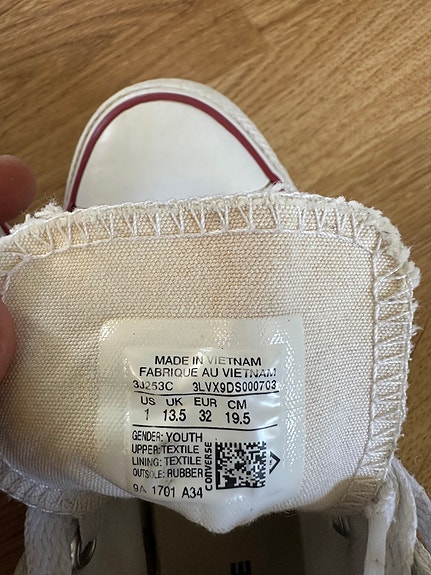 MADE IN VIETNAM
FABRIQUE AU VIETNAM
3J253C 3LVX9DS000703
US UK EUR CM
1 13.5 32 19.5
GENDER: YOUTH
UPPER: TEXTILE
LINING: TEXTILE
OUTSOLE: RUBBER
CONVERSE
9A 1701 A34